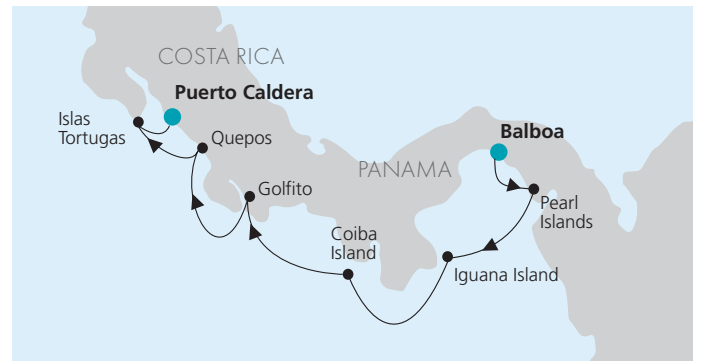 COSTA RICA
Puerto Caldera
Islas
Tortugas
Quepos
Balboa
PANAMA
Golfito
Pearl
Islands
Coiba
Island
Iguana Island